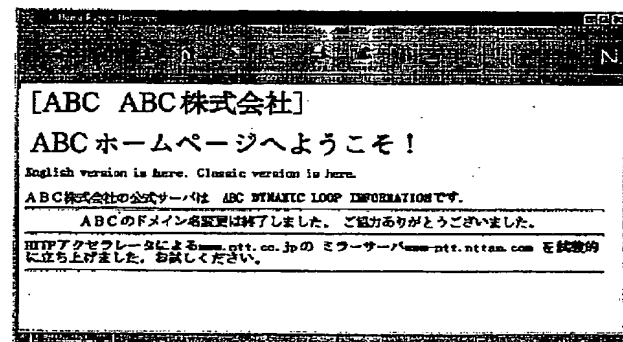 [ABC ABC株式会社]
ABCホームページへようこそ!
English version is here. Classic version is here.
ABC株式会社の公式サーバは ABC DYNAMIC LOOP INFORMATIONです.
ABCのドメイン名変更は終了しました. ご協力ありがとうございました.
HTTPアクセラレータによるwww.ntt.co.jpの ミラーサーバwww-ntt.nttam.com を試験的
に立ち上げました. お試しください.